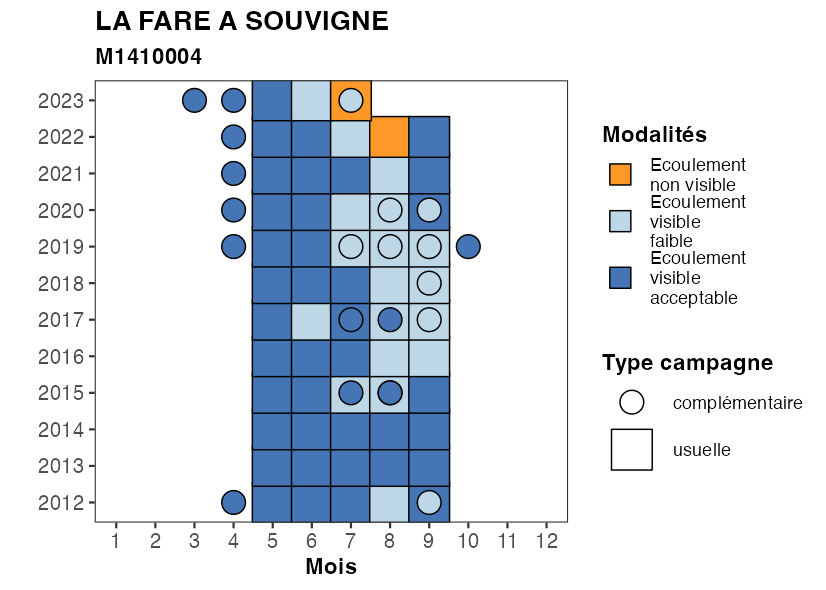 LA FARE A SOUVIGNE
M1410004
2023
2022
2021
2020
2019
2018
2017
2016
2015
2014
2013
2012
1 2 3 4 5 6 7 8 9 10 11 12
Mois
Modalités
Ecoulement
non visible
Ecoulement
visible
faible
Ecoulement
visible
acceptable
Type campagne
complémentaire
usuelle